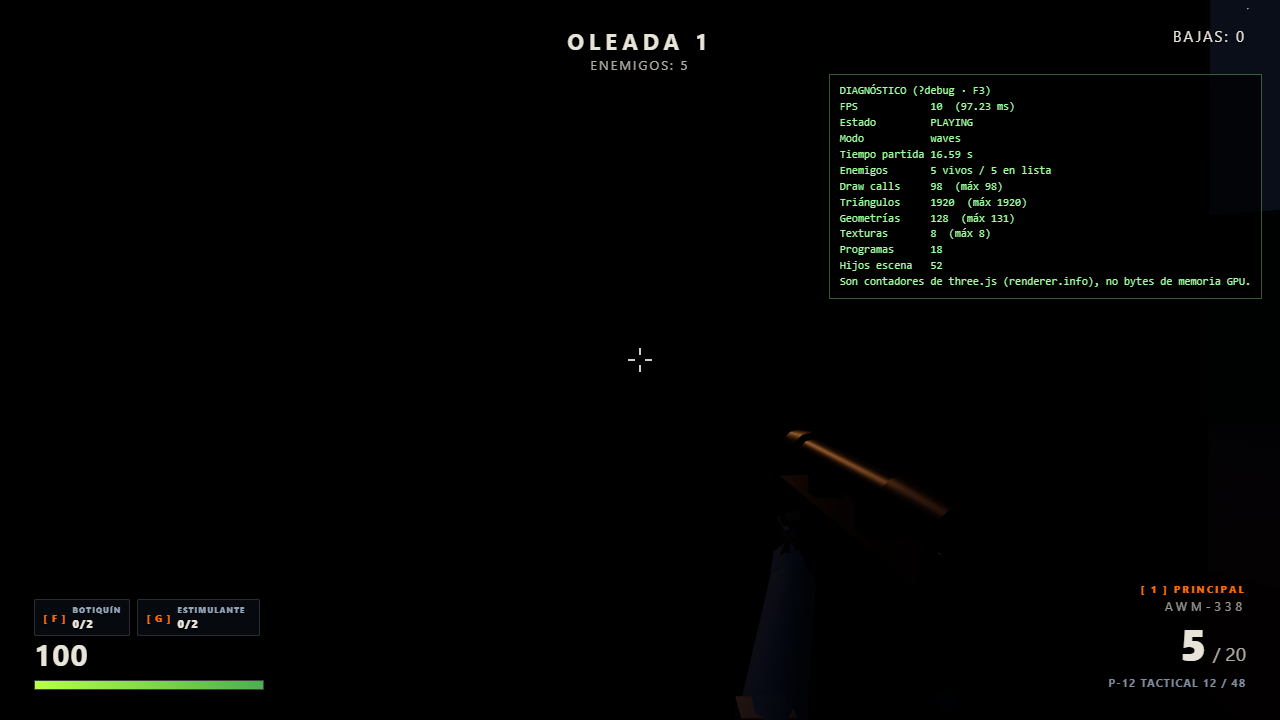 OLEADA 1
ENEMIGOS: 5
BAJAS: 0
DIAGNÓSTICO (?debug · F3)
FPS 10 (97.23 ms)
Estado PLAYING
Modo waves
Tiempo partida 16.59 s
Enemigos 5 vivos / 5 en lista
Draw calls 98 (máx 98)
Triángulos 1920 (máx 1920)
Geometrías 128 (máx 131)
Texturas 8 (máx 8)
Programas 18
Hijos escena 52
Son contadores de three.js (renderer.info), no bytes de memoria GPU.
[ F ] BOTIQUÍN 0/2
[ G ] ESTIMULANTE 0/2
100
[ 1 ] PRINCIPAL
AWM-338
5 / 20
P-12 TACTICAL 12 / 48